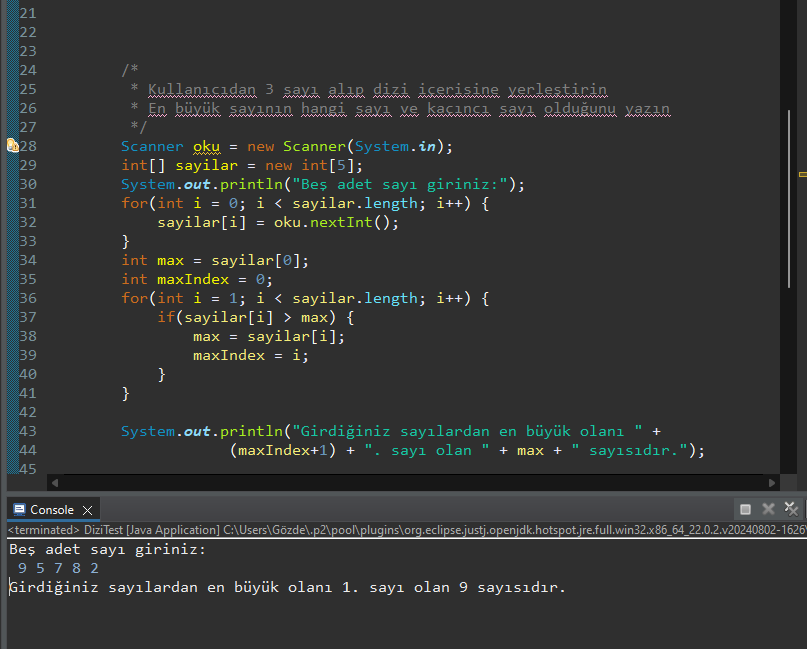 21
22
23
24 /*
25 * Kullanıcıdan 3 sayı alıp dizi içerisine yerleştirin
26 * En büyük sayının hangi sayı ve kaçıncı sayı olduğunu yazın
27 */
28 Scanner oku = new Scanner(System.in);
29 int[] sayilar = new int[5];
30 System.out.println("Beş adet sayı giriniz:");
31 for(int i = 0; i < sayilar.length; i++) {
32 sayilar[i] = oku.nextInt();
33 }
34 int max = sayilar[0];
35 int maxIndex = 0;
36 for(int i = 1; i < sayilar.length; i++) {
37 if(sayilar[i] > max) {
38 max = sayilar[i];
39 maxIndex = i;
40 }
41 }
42
43 System.out.println("Girdiğiniz sayılardan en büyük olanı " +
44 (maxIndex+1) + ". sayı olan " + max + " sayısıdır.");
45
Console
<terminated> DiziTest [Java Application] C:\Users\Gözde\.p2\pool\plugins\org.eclipse.justj.openjdk.hotspot.jre.full.win32.x86_64_22.0.2.v20240802-1626\
Beş adet sayı giriniz:
9 5 7 8 2
Girdiğiniz sayılardan en büyük olanı 1. sayı olan 9 sayısıdır.